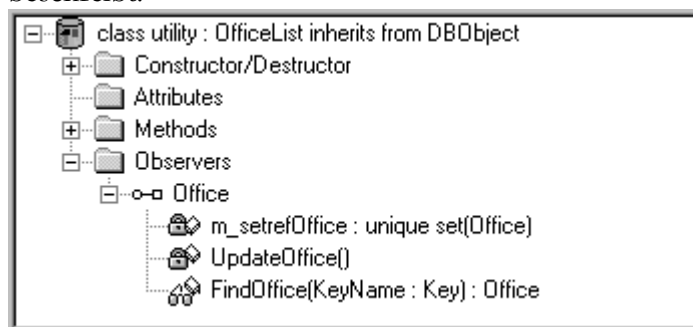 class utility : OfficeList inherits from DBObject
Constructor/Destructor
Attributes
Methods
Observers
Office
m_setrefOffice : unique set(Office)
UpdateOffice()
FindOffice(KeyName : Key) : Office